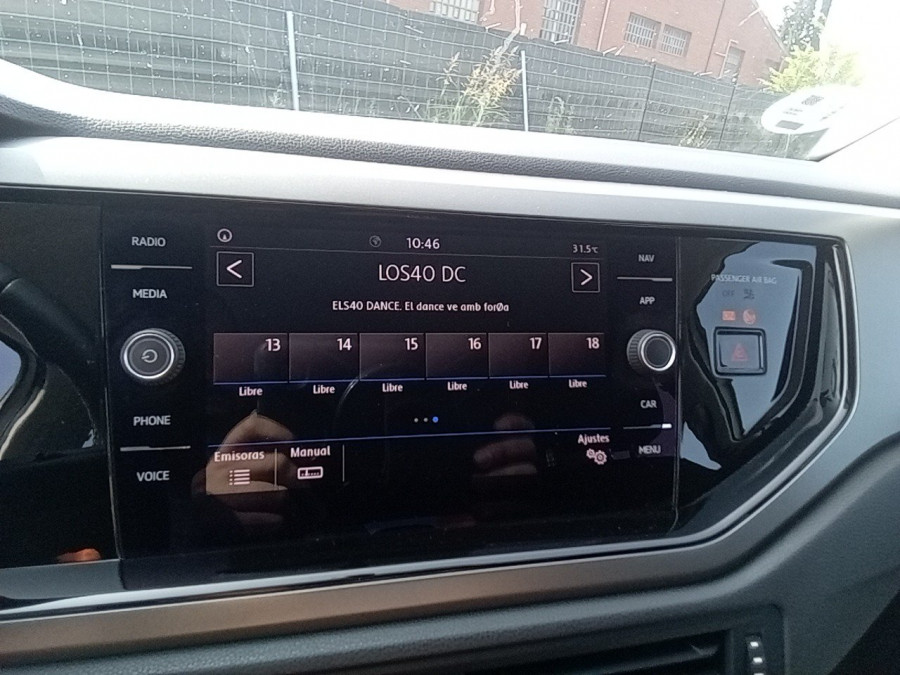 RADIO
MEDIA
PHONE
VOICE
10:46
31.5°C
LOS40 DC
ELS40 DANCE. El dance ve amb forØa
13 14 15 16 17 18
Libre Libre Libre Libre Libre Libre
Emisoras Manual Ajustes
NAV
APP
CAR
MENU
PASSENGER AIR BAG
OFF